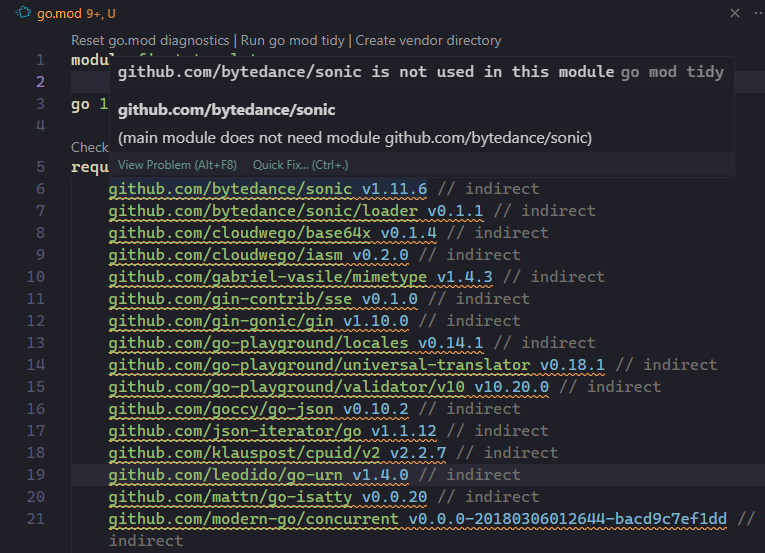 go.mod 9+, U
Reset go.mod diagnostics | Run go mod tidy | Create vendor directory
1
github.com/bytedance/sonic is not used in this module go mod tidy
2
3 go 1
github.com/bytedance/sonic
4
(main module does not need module github.com/bytedance/sonic)
Check
View Problem (Alt+F8) Quick Fix... (Ctrl+.)
5 requ
6 github.com/bytedance/sonic v1.11.6 // indirect
7 github.com/bytedance/sonic/loader v0.1.1 // indirect
8 github.com/cloudwego/base64x v0.1.4 // indirect
9 github.com/cloudwego/iasm v0.2.0 // indirect
10 github.com/gabriel-vasile/mimetype v1.4.3 // indirect
11 github.com/gin-contrib/sse v0.1.0 // indirect
12 github.com/gin-gonic/gin v1.10.0 // indirect
13 github.com/go-playground/locales v0.14.1 // indirect
14 github.com/go-playground/universal-translator v0.18.1 // indirect
15 github.com/go-playground/validator/v10 v10.20.0 // indirect
16 github.com/goccy/go-json v0.10.2 // indirect
17 github.com/json-iterator/go v1.1.12 // indirect
18 github.com/klauspost/cpuid/v2 v2.2.7 // indirect
19 github.com/leodido/go-urn v1.4.0 // indirect
20 github.com/mattn/go-isatty v0.0.20 // indirect
21 github.com/modern-go/concurrent v0.0.0-20180306012644-bacd9c7ef1dd //
indirect